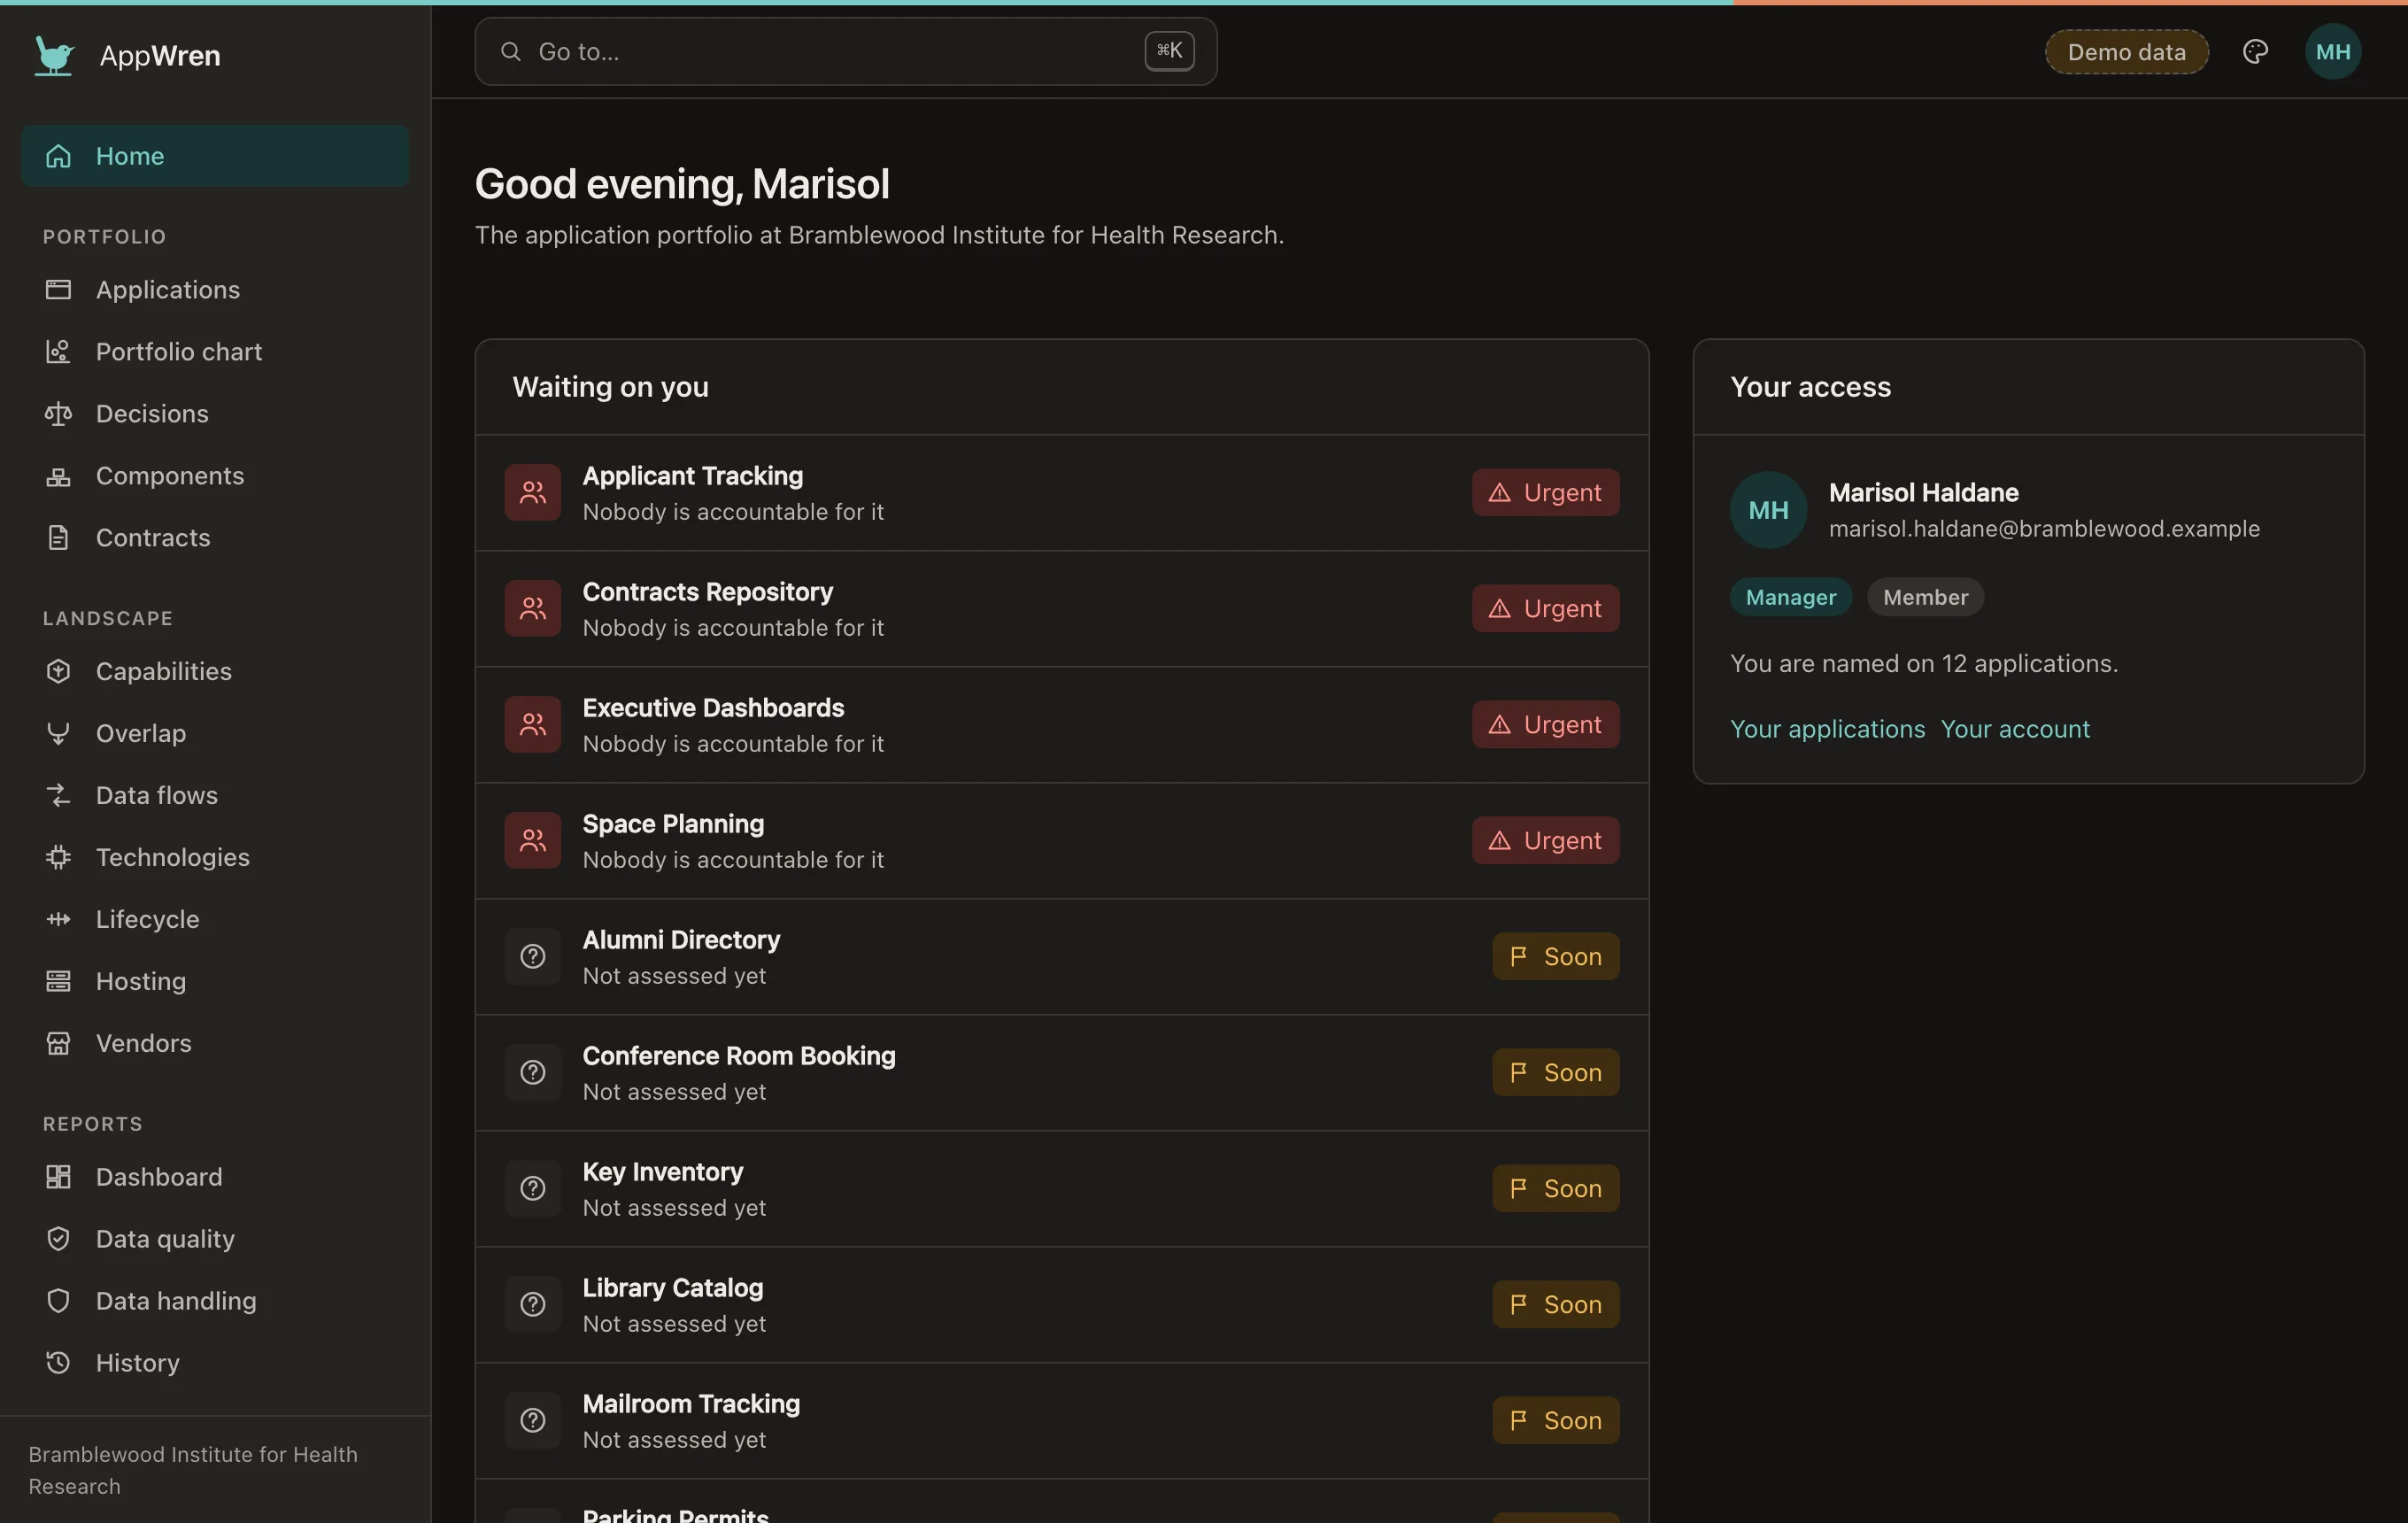 AppWren
Go to...
⌘K
Demo data
MH
Home
PORTFOLIO
Applications
Portfolio chart
Decisions
Components
Contracts
LANDSCAPE
Capabilities
Overlap
Data flows
Technologies
Lifecycle
Hosting
Vendors
REPORTS
Dashboard
Data quality
Data handling
History
Bramblewood Institute for Health
Research
Good evening, Marisol
The application portfolio at Bramblewood Institute for Health Research.
Waiting on you
Applicant Tracking
Nobody is accountable for it
Urgent
Contracts Repository
Nobody is accountable for it
Urgent
Executive Dashboards
Nobody is accountable for it
Urgent
Space Planning
Nobody is accountable for it
Urgent
Alumni Directory
Not assessed yet
Soon
Conference Room Booking
Not assessed yet
Soon
Key Inventory
Not assessed yet
Soon
Library Catalog
Not assessed yet
Soon
Mailroom Tracking
Not assessed yet
Soon
Parking Permits
Your access
MH
Marisol Haldane
marisol.haldane@bramblewood.example
Manager
Member
You are named on 12 applications.
Your applications
Your account